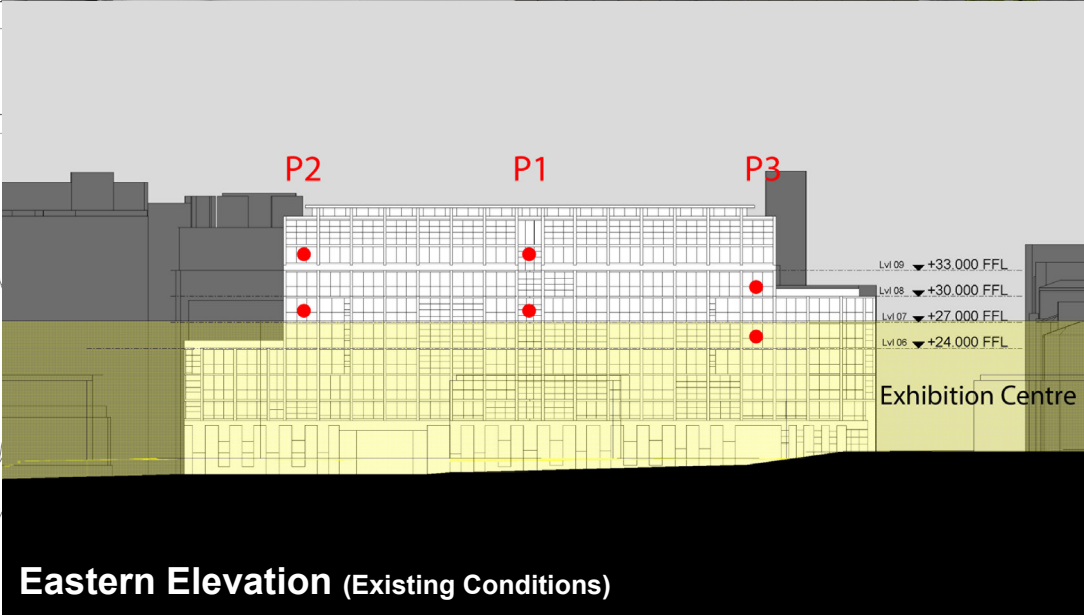 P2 P1 P3
Lvl 09 +33.000 FFL
Lvl 08 +30.000 FFL
Lvl 07 +27.000 FFL
Lvl 06 +24.000 FFL
Exhibition Centre
Eastern Elevation (Existing Conditions)